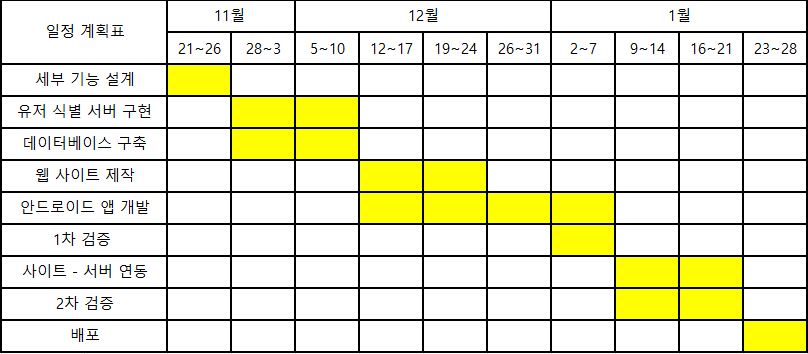 일정 계획표
11월 12월 1월
21~26 28~3 5~10 12~17 19~24 26~31 2~7 9~14 16~21 23~28
세부 기능 설계
유저 식별 서버 구현
데이터베이스 구축
웹 사이트 제작
안드로이드 앱 개발
1차 검증
사이트 - 서버 연동
2차 검증
배포